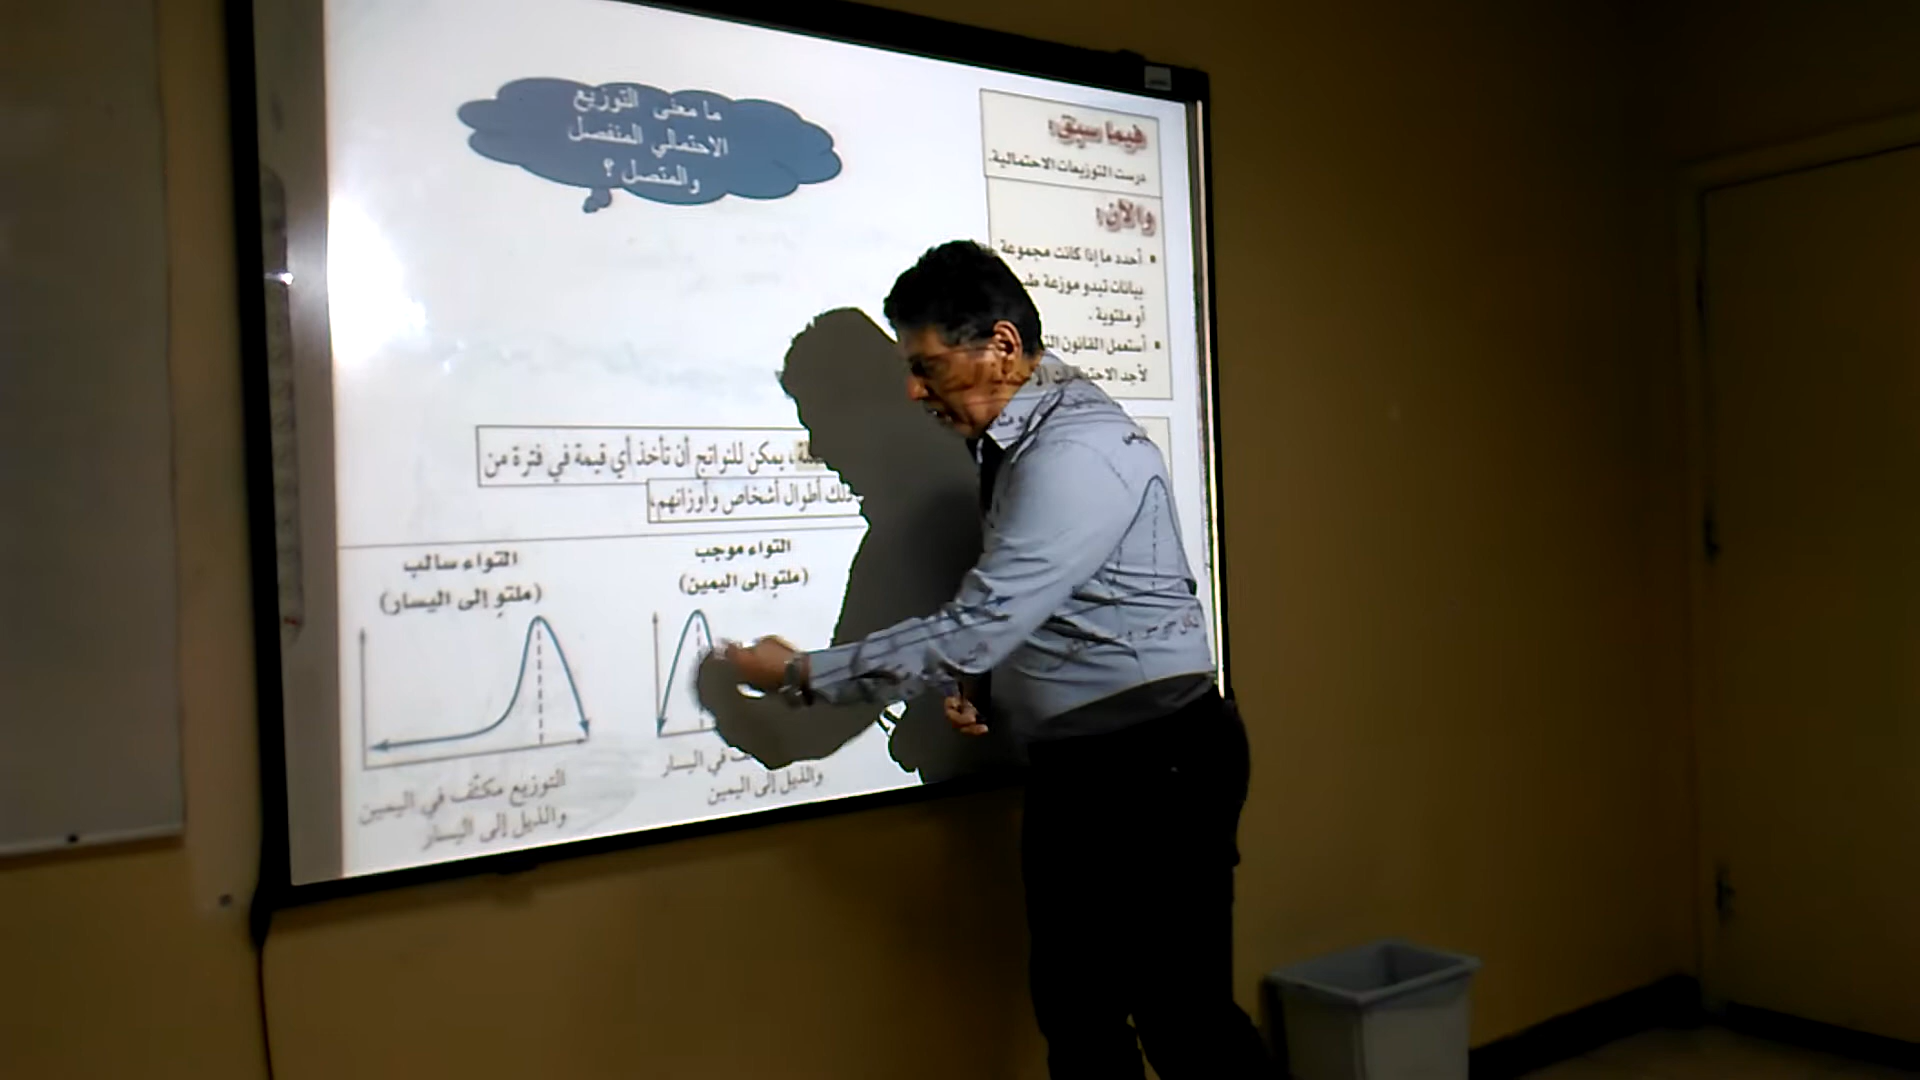 ما معنى التوزيع
الاحتمالي المنفصل
والمتصل ؟
فيما سبق:
درست التوزيعات الاحتمالية.
والآن:
▪ أحدد ما إذا كانت مجموعة
بيانات تبدو موزعة
أو ملتوية .
▪ أستعمل القانون
لأجد
، يمكن للنواتج أن تأخذ أي قيمة في فترة من
أطوال أشخاص وأوزانهم،
التواء موجب
(ملتوٍ إلى اليمين)
في اليسار
والذيل إلى اليمين
التواء سالب
(ملتوٍ إلى اليسار)
التوزيع مكثّف في اليمين
والذيل إلى اليسار